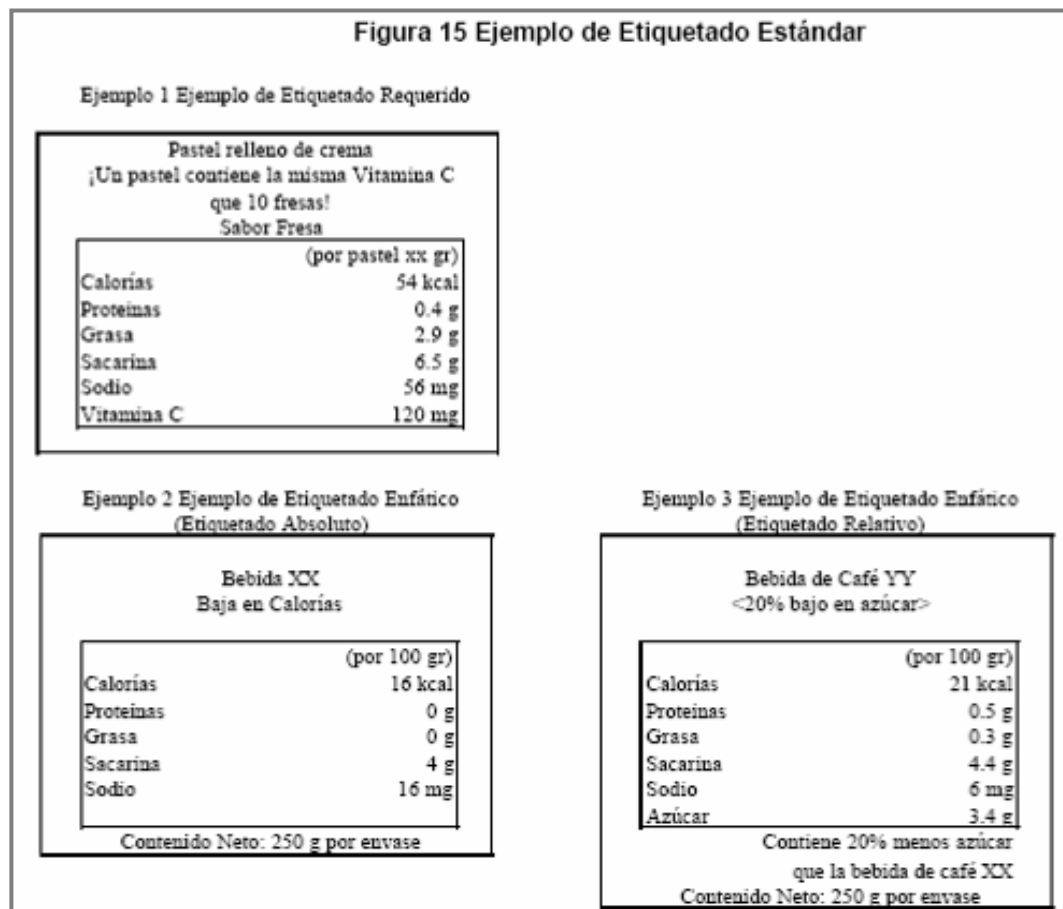 Figura 15 Ejemplo de Etiquetado Estándar
Ejemplo 1 Ejemplo de Etiquetado Requerido
Pastel relleno de crema
¡Un pastel contiene la misma Vitamina C
que 10 fresas!
Sabor Fresa
(por pastel xx gr)
Calorías 54 kcal
Proteinas 0.4 g
Grasa 2.9 g
Sacarina 6.5 g
Sodio 56 mg
Vitamina C 120 mg
Ejemplo 2 Ejemplo de Etiquetado Enfático
(Etiquetado Absoluto)
Bebida XX
Baja en Calorías
(por 100 gr)
Calorías 16 kcal
Proteinas 0 g
Grasa 0 g
Sacarina 4 g
Sodio 16 mg
Contenido Neto: 250 g por envase
Ejemplo 3 Ejemplo de Etiquetado Enfático
(Etiquetado Relativo)
Bebida de Café YY
<20% bajo en azúcar>
(por 100 gr)
Calorías 21 kcal
Proteinas 0.5 g
Grasa 0.3 g
Sacarina 4.4 g
Sodio 6 mg
Azúcar 3.4 g
Contiene 20% menos azúcar
que la bebida de café XX
Contenido Neto: 250 g por envase